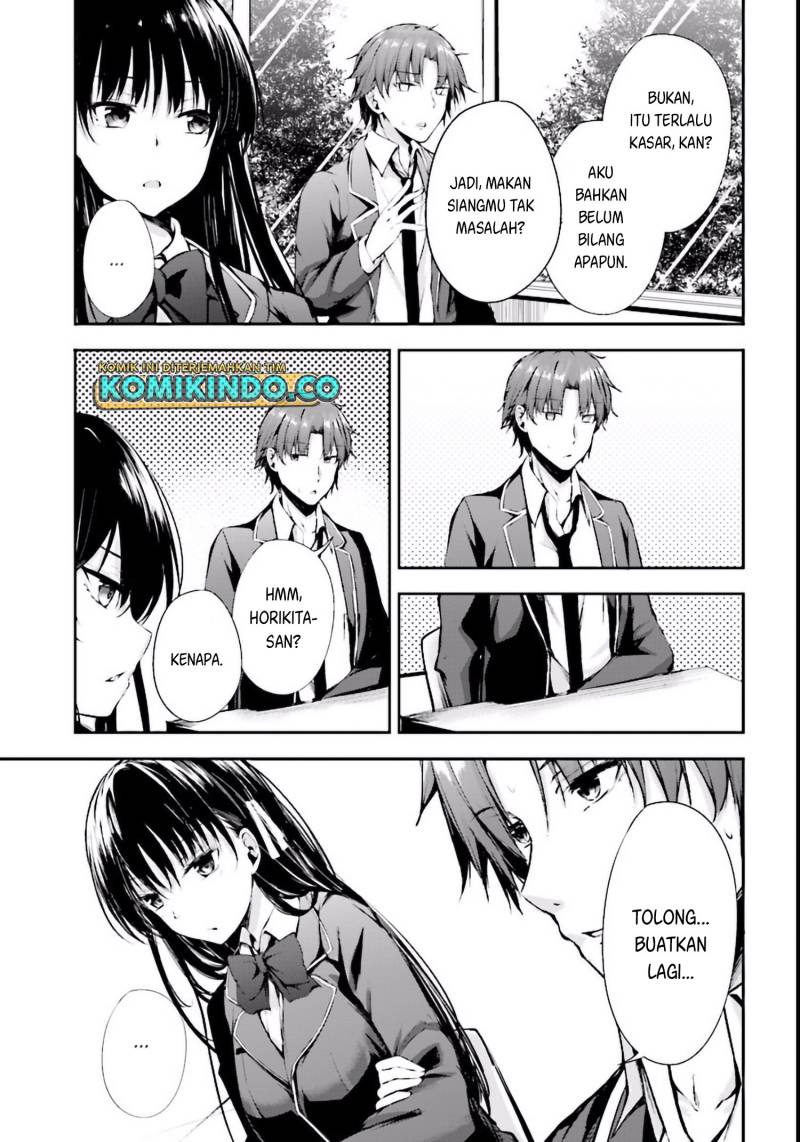 BUKAN,
ITU TERLALU
KASAR, KAN?
AKU
BAHKAN
BELUM
BILANG
APAPUN.
JADI, MAKAN
SIANGMU TAK
MASALAH?
...
KOMIK INI DITERJEMAHKAN TIM
KOMIKINDO.CO
HMM,
HORIKITA-
SAN?
KENAPA.
TOLONG...
BUATKAN
LAGI...
...